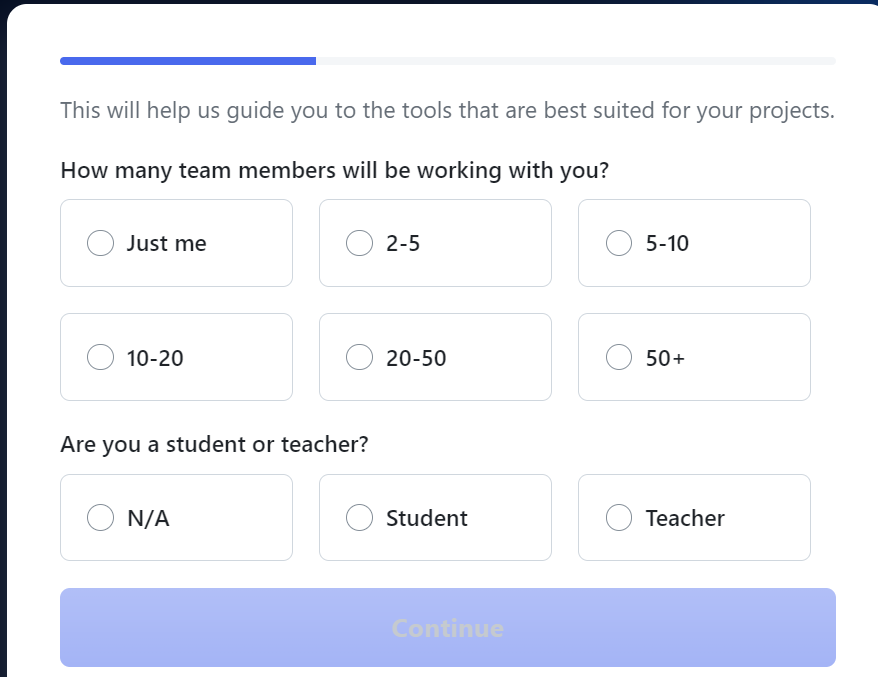 This will help us guide you to the tools that are best suited for your projects.
How many team members will be working with you?
Just me
2-5
5-10
10-20
20-50
50+
Are you a student or teacher?
N/A
Student
Teacher
Continue